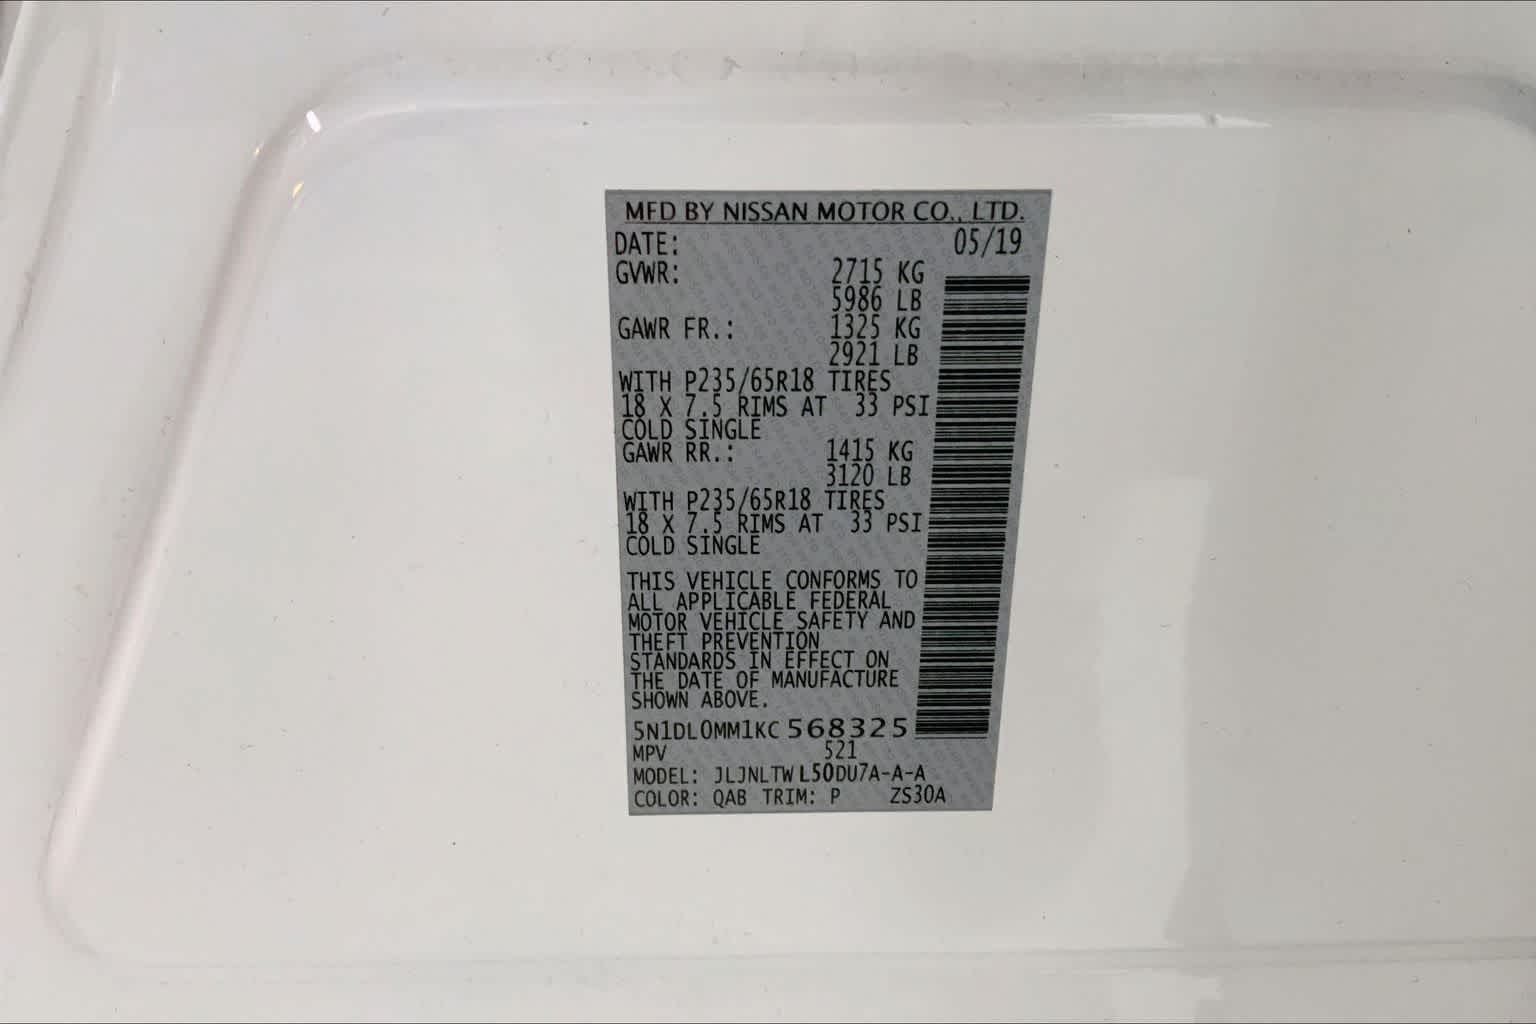 MFD BY NISSAN MOTOR CO., LTD.
DATE: 05/19
GVWR: 2715 KG
5986 LB
GAWR FR.: 1325 KG
2921 LB
WITH P235/65R18 TIRES
18 X 7.5 RIMS AT 33 PSI
COLD SINGLE
GAWR RR.: 1415 KG
3120 LB
WITH P235/65R18 TIRES
18 X 7.5 RIMS AT 33 PSI
COLD SINGLE
THIS VEHICLE CONFORMS TO
ALL APPLICABLE FEDERAL
MOTOR VEHICLE SAFETY AND
THEFT PREVENTION
STANDARDS IN EFFECT ON
THE DATE OF MANUFACTURE
SHOWN ABOVE.
5N1DL0MM1KC568325
MPV 521
MODEL: JLJNLTWL50DU7A-A-A
COLOR: QAB TRIM: P ZS30A